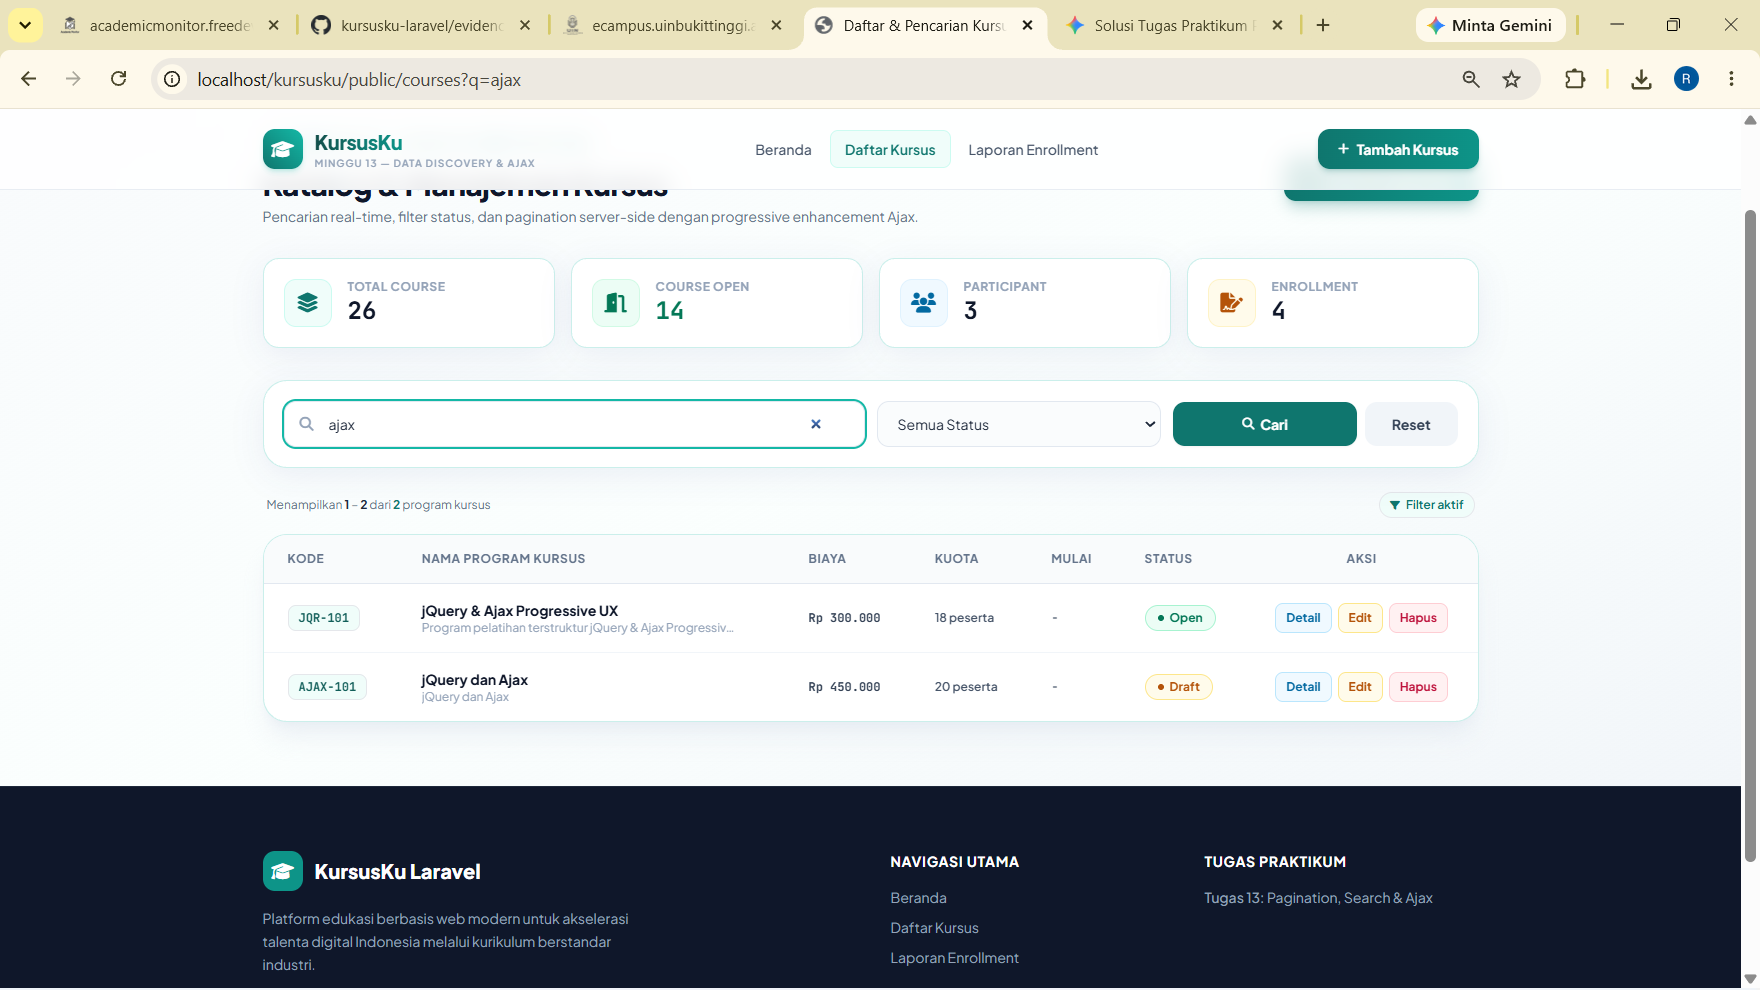 academicmonitor.freede
kursusku-laravel/evidenc
ecampus.uinbukittinggi.a
Daftar & Pencarian Kursu
Solusi Tugas Praktikum P
Minta Gemini
localhost/kursusku/public/courses?q=ajax
R
KursusKu
MINGGU 13 — DATA DISCOVERY & AJAX
Beranda
Daftar Kursus
Laporan Enrollment
+ Tambah Kursus
Katalog & Manajemen Kursus
Pencarian real-time, filter status, dan pagination server-side dengan progressive enhancement Ajax.
TOTAL COURSE
26
COURSE OPEN
14
PARTICIPANT
3
ENROLLMENT
4
ajax
Semua Status
Cari
Reset
Menampilkan 1 – 2 dari 2 program kursus
Filter aktif
KODE NAMA PROGRAM KURSUS BIAYA KUOTA MULAI STATUS AKSI
JQR-101 jQuery & Ajax Progressive UX Rp 300.000 18 peserta - Open Detail Edit Hapus
Program pelatihan terstruktur jQuery & Ajax Progressiv...
AJAX-101 jQuery dan Ajax Rp 450.000 20 peserta - Draft Detail Edit Hapus
jQuery dan Ajax
KursusKu Laravel
Platform edukasi berbasis web modern untuk akselerasi
talenta digital Indonesia melalui kurikulum berstandar
industri.
NAVIGASI UTAMA
Beranda
Daftar Kursus
Laporan Enrollment
TUGAS PRAKTIKUM
Tugas 13: Pagination, Search & Ajax